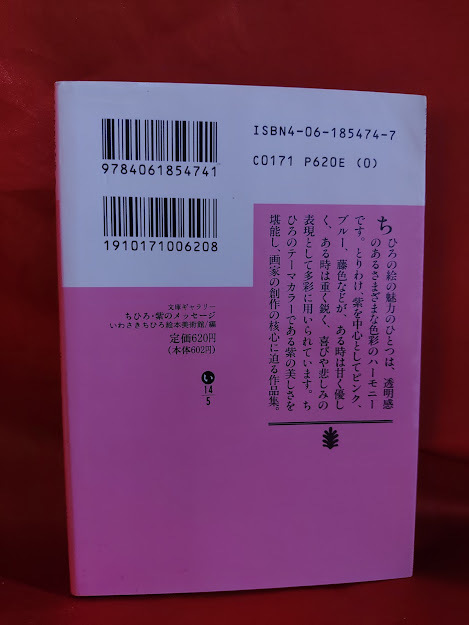 9784061854741
ISBN4-06-185474-7
C0171 P620E (0)
1910171006208
文庫ギャラリー
ちひろ・紫のメッセージ
いわさきちひろ絵本美術館/編
定価620円
(本体602円)
い
14
5
ちひろの絵の魅力のひとつは、透明感
のあるさまざまな色彩のハーモニー
です。とりわけ、紫を中心としてピンク、
ブルー、藤色などが、ある時は甘く優し
く、ある時は重く鋭く、喜びや悲しみの
表現として多彩に用いられています。ち
ひろのテーマカラーである紫の美しさを
堪能し、画家の創作の核心に迫る作品集。